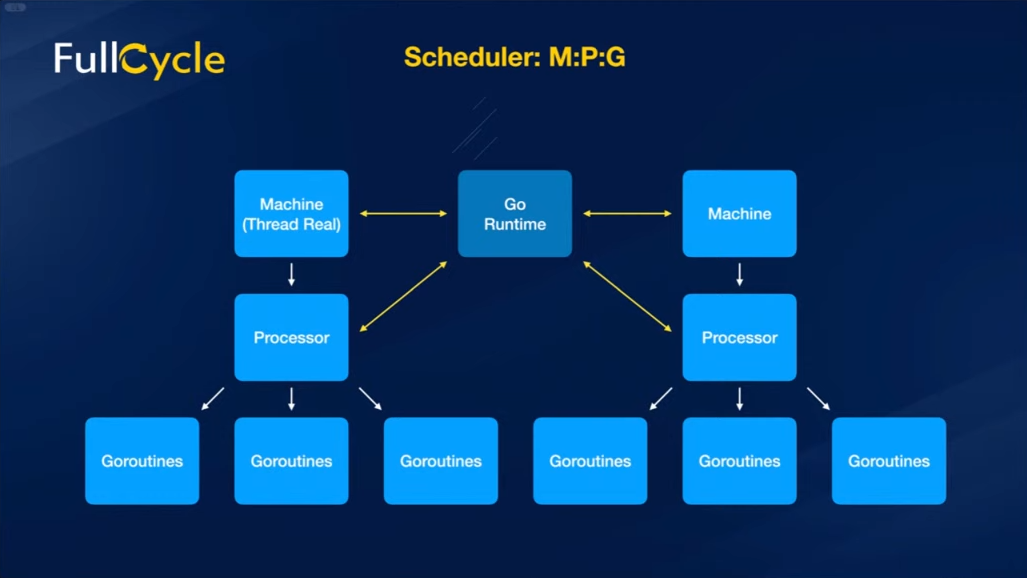 FullCycle
Scheduler: M:P:G
Machine
(Thread Real)
Go
Runtime
Machine
Processor
Processor
Goroutines
Goroutines
Goroutines
Goroutines
Goroutines
Goroutines